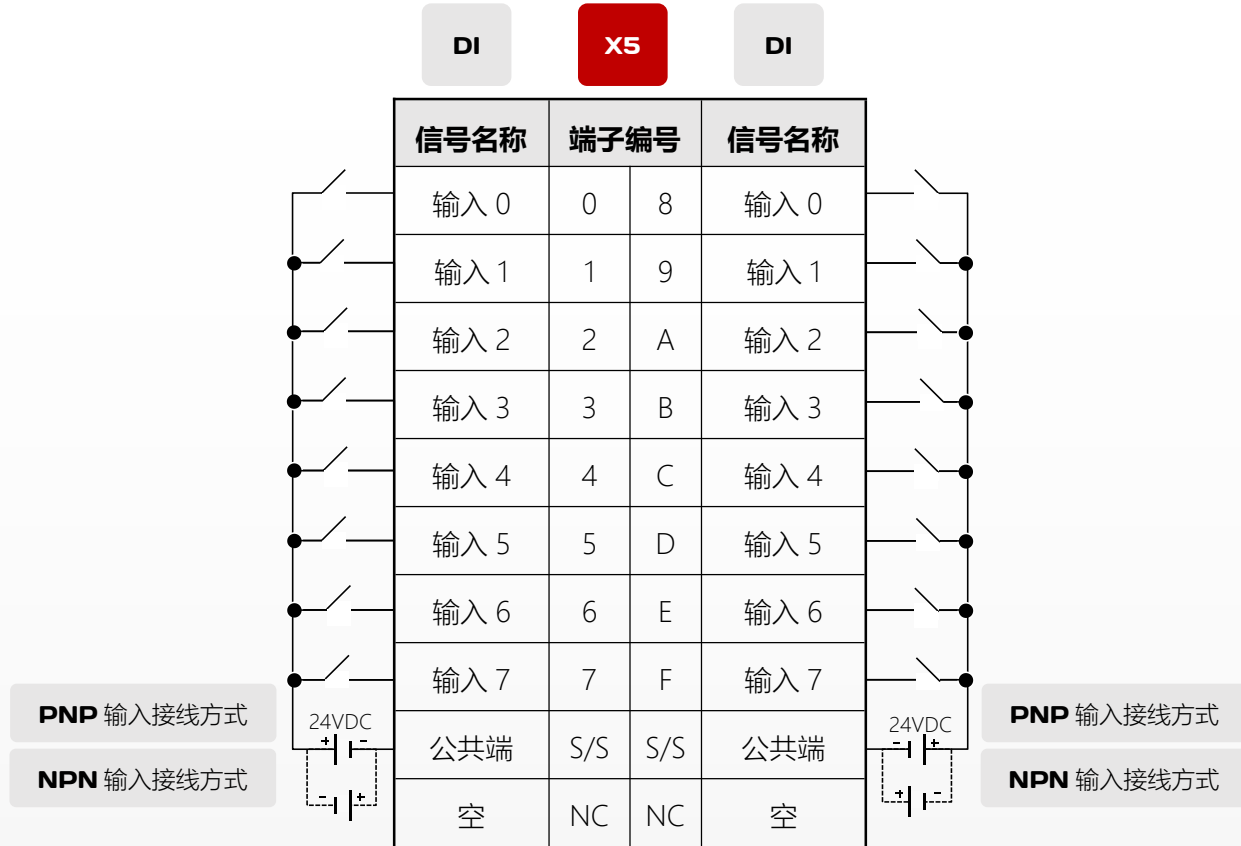 DI X5 DI
信号名称 端子编号 信号名称
输入 0 0 8 输入 0
输入 1 1 9 输入 1
输入 2 2 A 输入 2
输入 3 3 B 输入 3
输入 4 4 C 输入 4
输入 5 5 D 输入 5
输入 6 6 E 输入 6
输入 7 7 F 输入 7
PNP 输入接线方式 24VDC 24VDC PNP 输入接线方式
+ - 公共端 S/S S/S 公共端 - +
NPN 输入接线方式 NPN 输入接线方式
- + 空 NC NC 空 + -